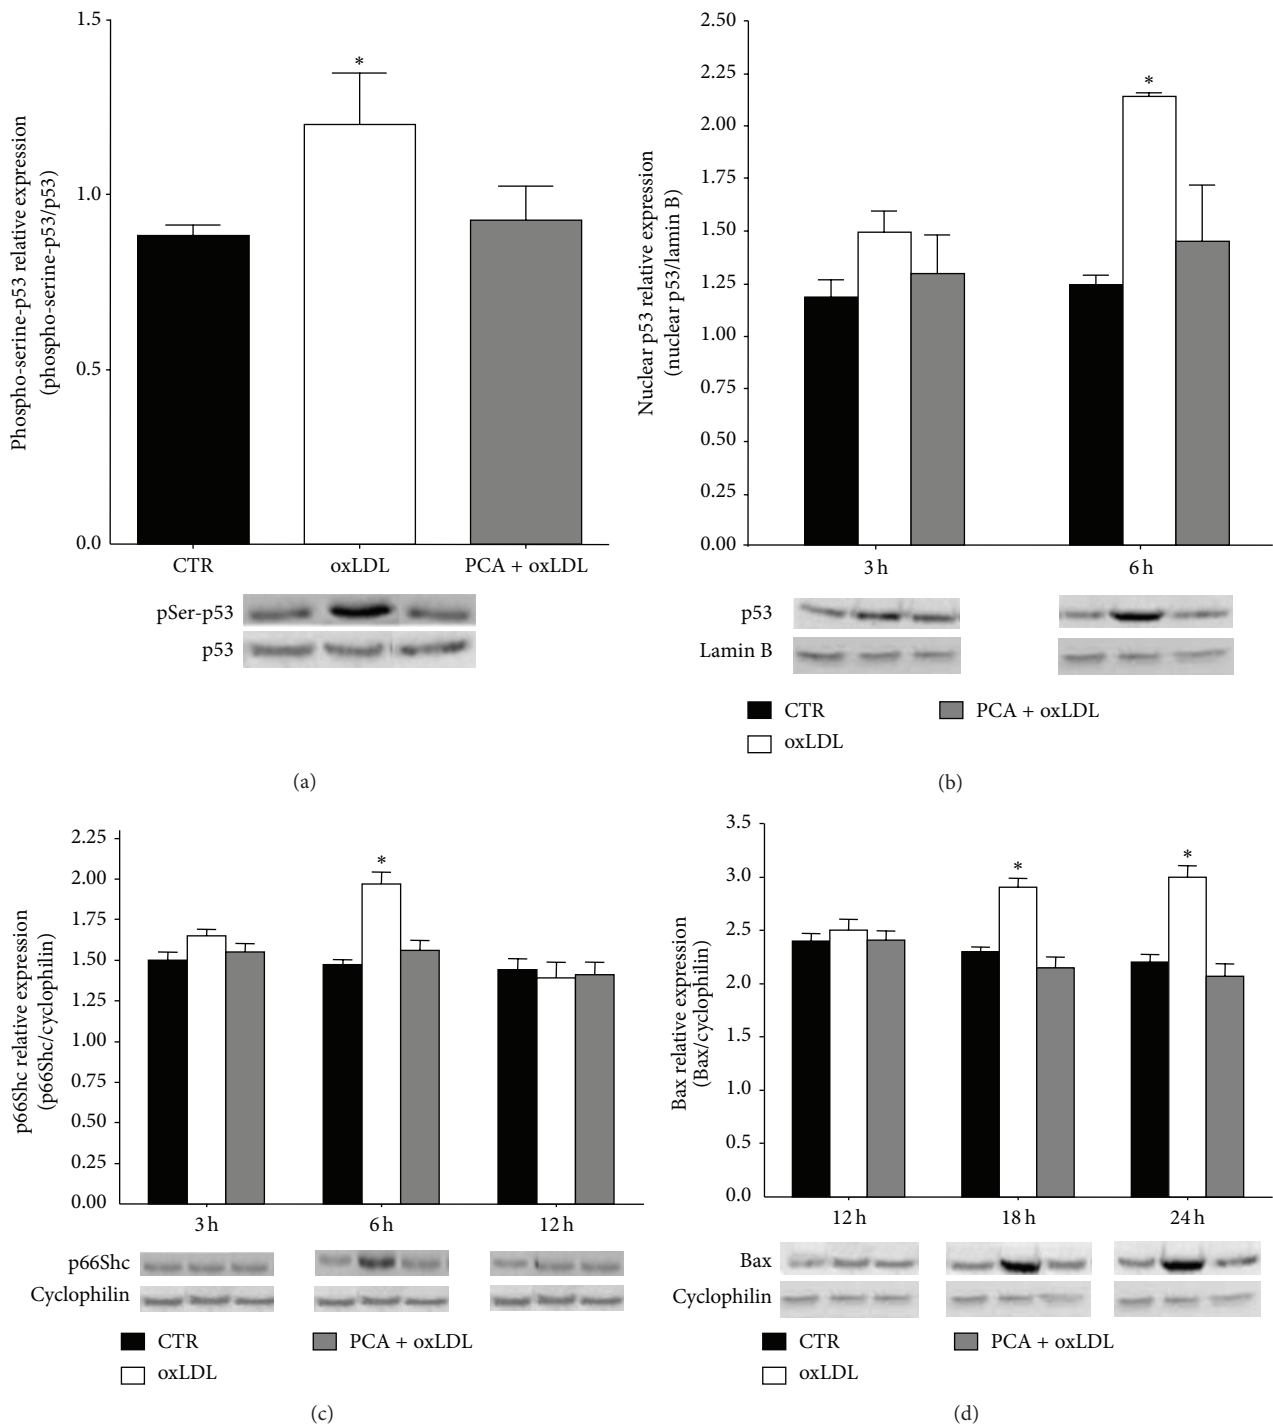 Phospho-serine-p53 relative expression
(phospho-serine-p53/p53)
1.5
1.0
0.5
0.0
*
CTR
oxLDL
PCA + oxLDL
pSer-p53
p53
(a)
Nuclear p53 relative expression
(nuclear p53/lamin B)
2.50
2.25
2.00
1.75
1.50
1.25
1.00
0.75
0.50
0.25
0.00
*
3 h
6 h
p53
Lamin B
CTR
PCA + oxLDL
oxLDL
(b)
p66Shc relative expression
(p66Shc/cyclophilin)
2.25
2.00
1.75
1.50
1.25
1.00
0.75
0.50
0.25
0.00
*
3 h
6 h
12 h
p66Shc
Cyclophilin
CTR
PCA + oxLDL
oxLDL
(c)
Bax relative expression
(Bax/cyclophilin)
3.5
3.0
2.5
2.0
1.5
1.0
0.5
0.0
*
*
12 h
18 h
24 h
Bax
Cyclophilin
CTR
PCA + oxLDL
oxLDL
(d)